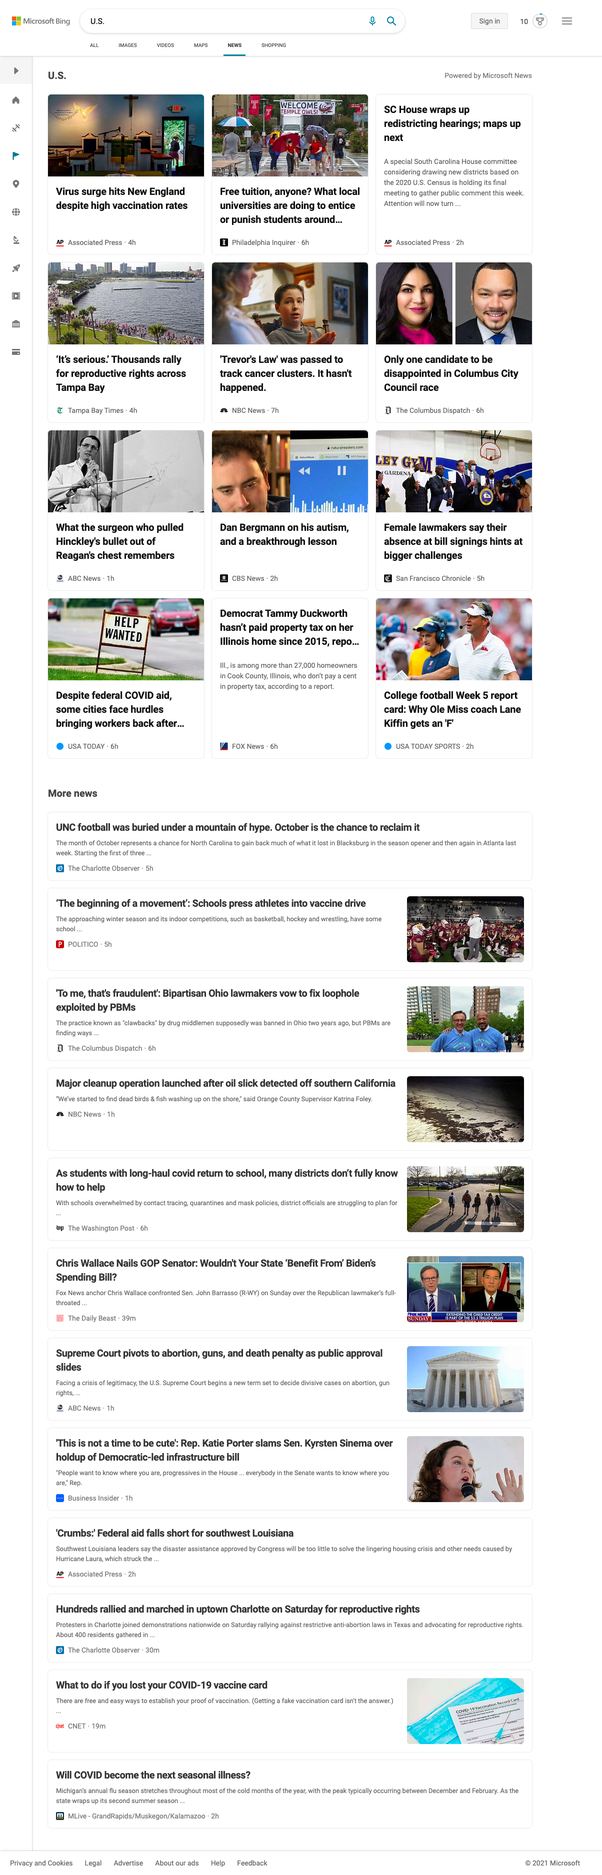 Microsoft Bing
U.S.
Sign in
10
ALL IMAGES VIDEOS MAPS NEWS SHOPPING
U.S.
Powered by Microsoft News
Virus surge hits New England
despite high vaccination rates
AP Associated Press · 4h
WELCOME
TEMPLE OWLS!
Free tuition, anyone? What local
universities are doing to entice
or punish students around...
Philadelphia Inquirer · 6h
SC House wraps up
redistricting hearings; maps up
next
A special South Carolina House committee
considering drawing new districts based on
the 2020 U.S. Census is holding its final
meeting to gather public comment this week.
Attention will now turn ...
AP Associated Press · 2h
'It's serious.' Thousands rally
for reproductive rights across
Tampa Bay
Tampa Bay Times · 4h
'Trevor's Law' was passed to
track cancer clusters. It hasn't
happened.
NBC News · 7h
Only one candidate to be
disappointed in Columbus City
Council race
The Columbus Dispatch · 6h
What the surgeon who pulled
Hinckley's bullet out of
Reagan's chest remembers
ABC News · 1h
Dan Bergmann on his autism,
and a breakthrough lesson
CBS News · 2h
LEY GYM
GARDENA
Female lawmakers say their
absence at bill signings hints at
bigger challenges
San Francisco Chronicle · 5h
HELP
WANTED
Despite federal COVID aid,
some cities face hurdles
bringing workers back after...
USA TODAY · 6h
Democrat Tammy Duckworth
hasn't paid property tax on her
Illinois home since 2015, repo...
Ill., is among more than 27,000 homeowners
in Cook County, Illinois, who don't pay a cent
in property tax, according to a report.
FOX News · 6h
College football Week 5 report
card: Why Ole Miss coach Lane
Kiffin gets an 'F'
USA TODAY SPORTS · 2h
More news
UNC football was buried under a mountain of hype. October is the chance to reclaim it
The month of October represents a chance for North Carolina to gain back much of what it lost in Blacksburg in the season opener and then again in Atlanta last
week. Starting the first of three ...
The Charlotte Observer · 5h
'The beginning of a movement': Schools press athletes into vaccine drive
The approaching winter season and its indoor competitions, such as basketball, hockey and wrestling, have some
school ...
P POLITICO · 5h
'To me, that's fraudulent': Bipartisan Ohio lawmakers vow to fix loophole
exploited by PBMs
The practice known as "clawbacks" by drug middlemen supposedly was banned in Ohio two years ago, but PBMs are
finding ways ...
The Columbus Dispatch · 6h
Major cleanup operation launched after oil slick detected off southern California
"We've started to find dead birds & fish washing up on the shore," said Orange County Supervisor Katrina Foley.
NBC News · 1h
As students with long-haul covid return to school, many districts don't fully know
how to help
With schools overwhelmed by contact tracing, quarantines and mask policies, district officials are struggling to plan for
...
wp The Washington Post · 6h
Chris Wallace Nails GOP Senator: Wouldn't Your State 'Benefit From' Biden's
Spending Bill?
Fox News anchor Chris Wallace confronted Sen. John Barrasso (R-WY) on Sunday over the Republican lawmaker's full-
throated ...
The Daily Beast · 39m
SUNDAY
Supreme Court pivots to abortion, guns, and death penalty as public approval
slides
Facing a crisis of legitimacy, the U.S. Supreme Court begins a new term set to decide divisive cases on abortion, gun
rights, ...
ABC News · 1h
'This is not a time to be cute': Rep. Katie Porter slams Sen. Kyrsten Sinema over
holdup of Democratic-led infrastructure bill
"People want to know where you are, progressives in the House ... everybody in the Senate wants to know where you
are," Rep.
Business Insider · 1h
'Crumbs:' Federal aid falls short for southwest Louisiana
Southwest Louisiana leaders say the disaster assistance approved by Congress will be too little to solve the lingering housing crisis and other needs caused by
Hurricane Laura, which struck the ...
AP Associated Press · 2h
Hundreds rallied and marched in uptown Charlotte on Saturday for reproductive rights
Protesters in Charlotte joined demonstrations nationwide on Saturday rallying against restrictive anti-abortion laws in Texas and advocating for reproductive rights.
About 400 residents gathered in ...
The Charlotte Observer · 30m
What to do if you lost your COVID-19 vaccine card
There are free and easy ways to establish your proof of vaccination. (Getting a fake vaccination card isn't the answer.)
...
CNET · 19m
COVID-19 Vaccination Record Card
Will COVID become the next seasonal illness?
Michigan's annual flu season stretches throughout most of the cold months of the year, with the peak typically occurring between December and February. As the
state wraps up its second summer season ...
MLive - GrandRapids/Muskegon/Kalamazoo · 2h
Privacy and Cookies Legal Advertise About our ads Help Feedback
© 2021 Microsoft